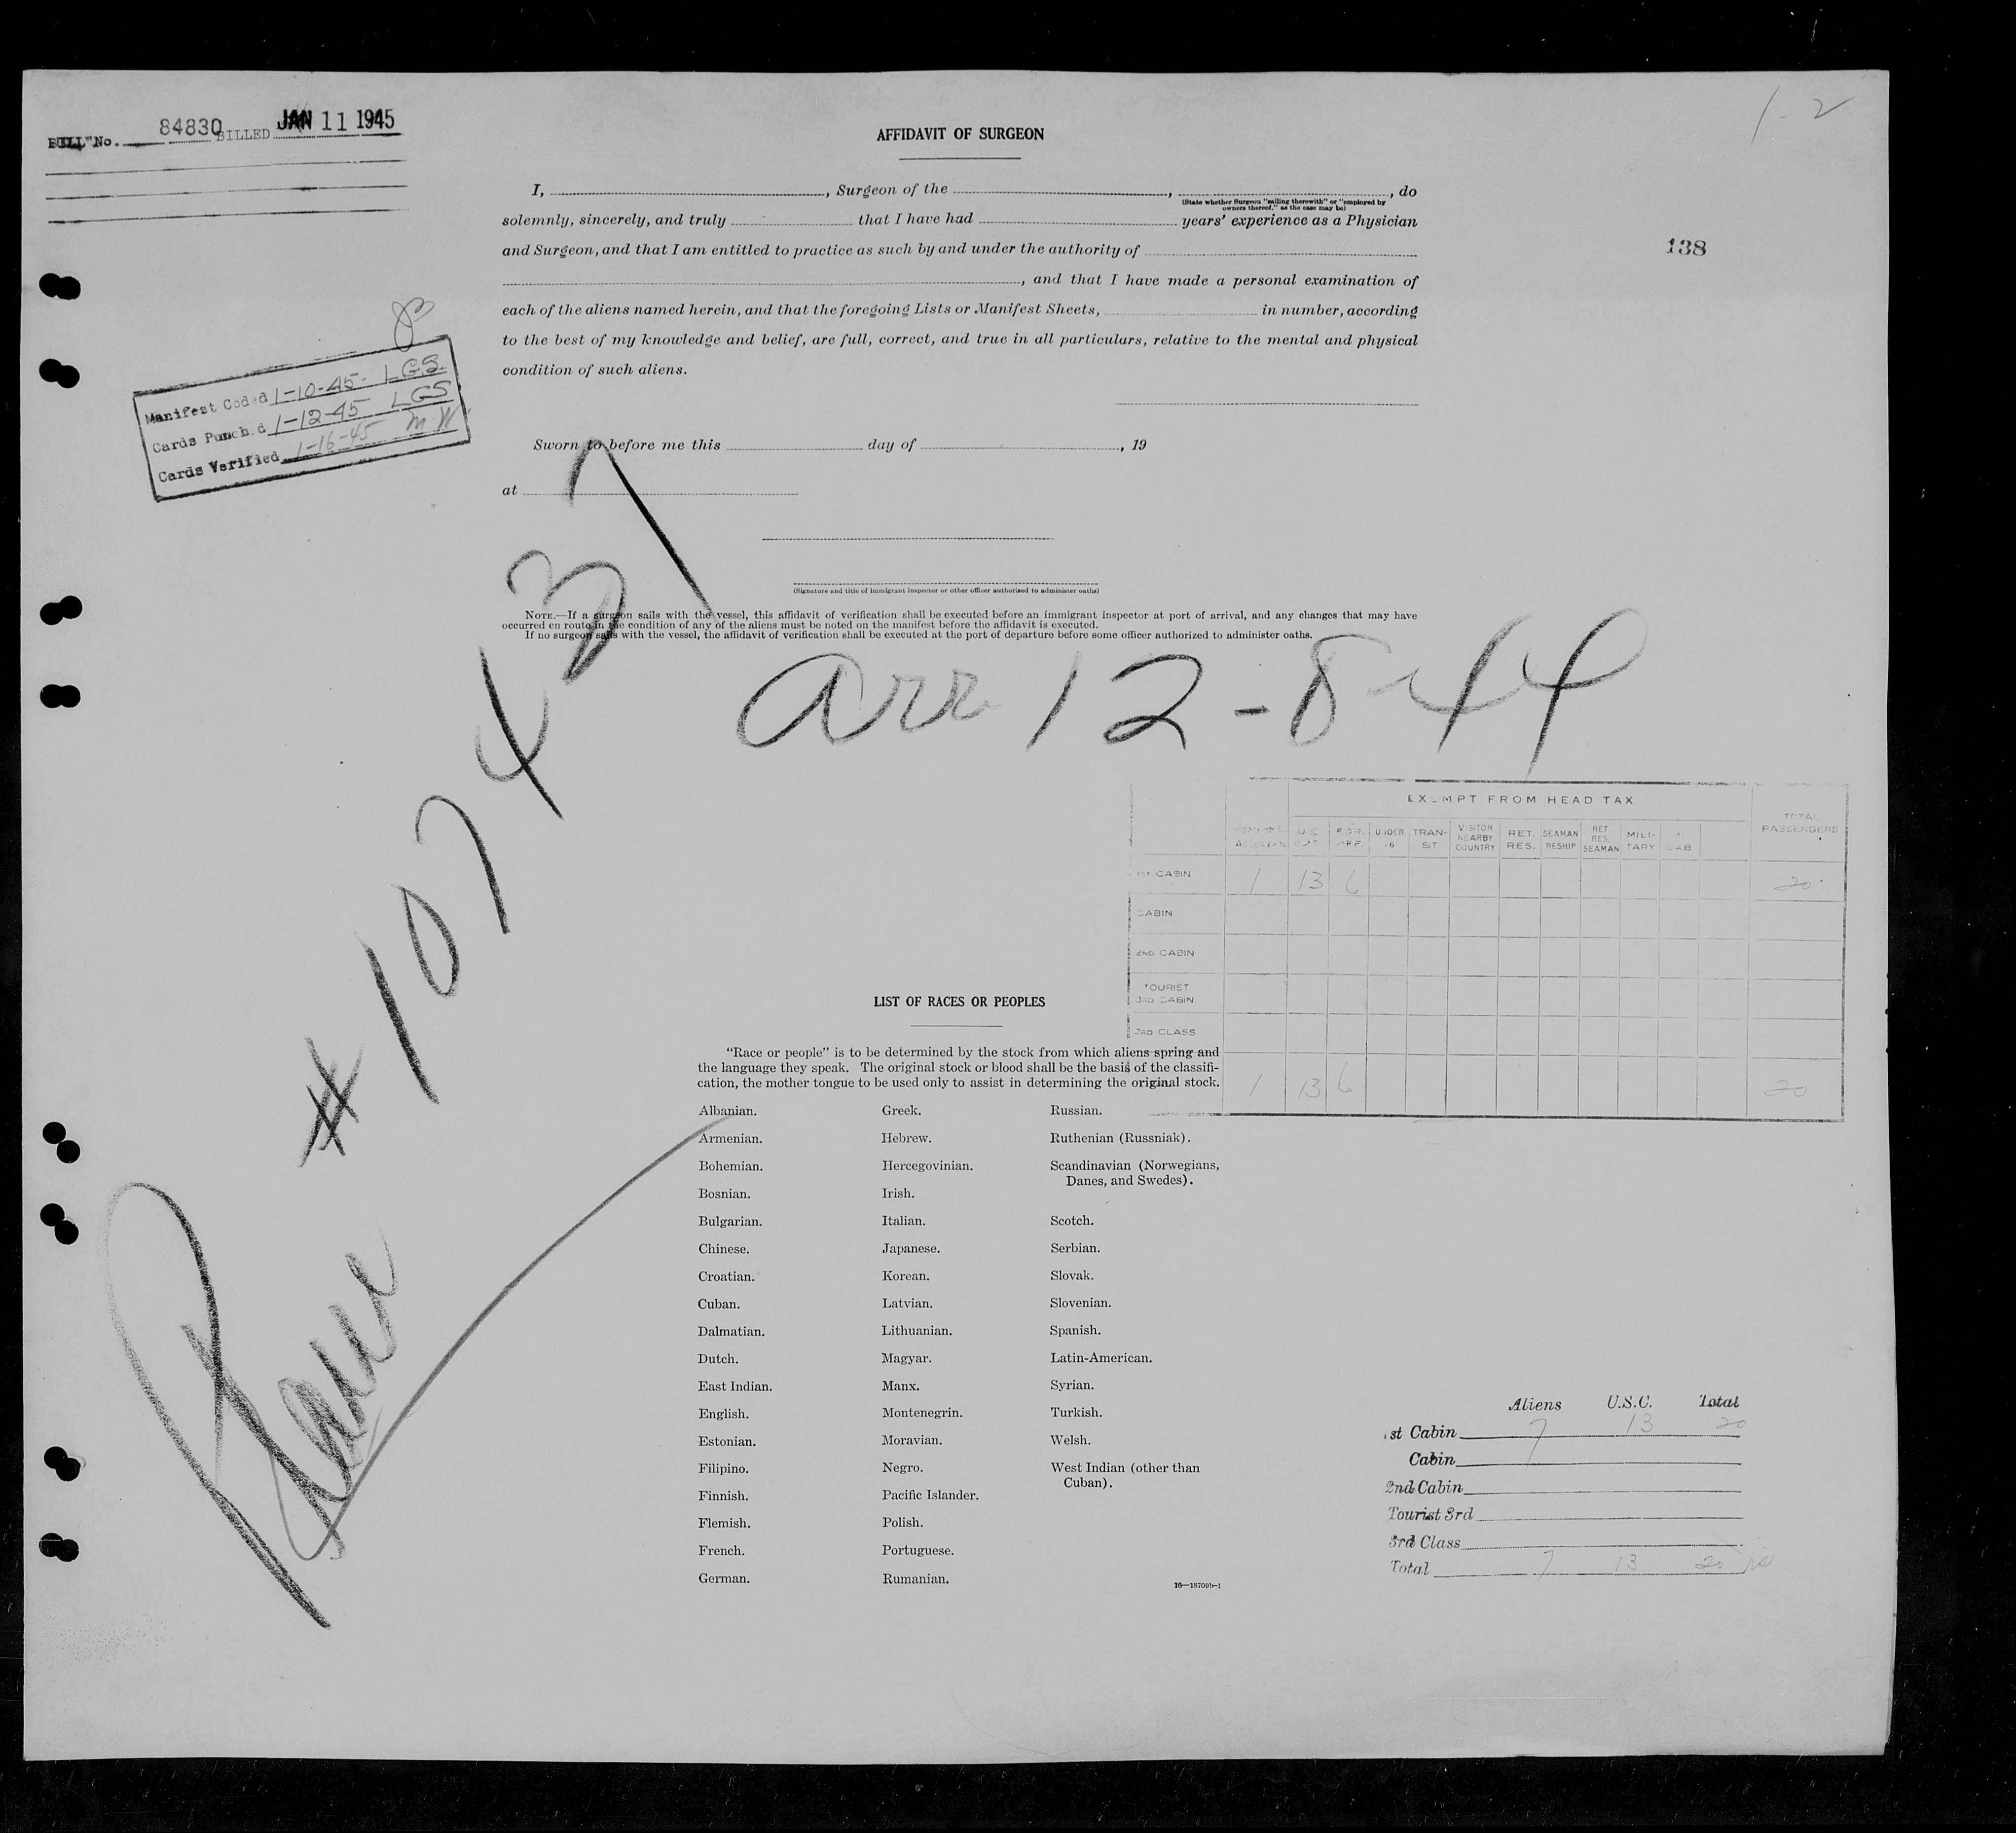 1-2
BILL No. 84830 BILLED JAN 11 1945
AFFIDAVIT OF SURGEON
I, , Surgeon of the , , do
(State whether Surgeon "sailing therewith" or "employed by
owners thereof," as the case may be)
solemnly, sincerely, and truly that I have had years' experience as a Physician
and Surgeon, and that I am entitled to practice as such by and under the authority of
138
, and that I have made a personal examination of
each of the aliens named herein, and that the foregoing Lists or Manifest Sheets, in number, according
to the best of my knowledge and belief, are full, correct, and true in all particulars, relative to the mental and physical
condition of such aliens.
Manifest Coded 1-10-45- LGS
Cards Punched 1-12-45 LGS
Cards Verified 1-16-45 M.W
Sworn to before me this day of , 19
at
(Signature and title of immigrant inspector or other officer authorized to administer oaths)
NOTE.—If a surgeon sails with the vessel, this affidavit of verification shall be executed before an immigrant inspector at port of arrival, and any changes that may have
occurred en route in the condition of any of the aliens must be noted on the manifest before the affidavit is executed.
If no surgeon sails with the vessel, the affidavit of verification shall be executed at the port of departure before some officer authorized to administer oaths.
arr 12-8-44
# 107437
EXEMPT FROM HEAD TAX
U.S. FOR. UNDER 16 TRANSIT VISITOR NEARBY COUNTRY RET. RES. SEAMAN RESHIP RET. RES. SEAMAN MILITARY TOTAL PASSENGERS
1ST CABIN 1 13 6 20
CABIN
2ND CABIN
TOURIST
3RD CABIN
3RD CLASS
1 13 6 20
LIST OF RACES OR PEOPLES
"Race or people" is to be determined by the stock from which aliens spring and
the language they speak. The original stock or blood shall be the basis of the classifi-
cation, the mother tongue to be used only to assist in determining the original stock.
Albanian. Greek. Russian.
Armenian. Hebrew. Ruthenian (Russniak).
Bohemian. Hercegovinian. Scandinavian (Norwegians,
Danes, and Swedes).
Bosnian. Irish.
Bulgarian. Italian. Scotch.
Chinese. Japanese. Serbian.
Croatian. Korean. Slovak.
Cuban. Latvian. Slovenian.
Dalmatian. Lithuanian. Spanish.
Dutch. Magyar. Latin-American.
East Indian. Manx. Syrian.
English. Montenegrin. Turkish.
Estonian. Moravian. Welsh.
Filipino. Negro. West Indian (other than
Cuban).
Finnish. Pacific Islander.
Flemish. Polish.
French. Portuguese.
German. Rumanian.
16—18709b-1
Aliens U.S.C. Total
1st Cabin 7 13 20
Cabin
2nd Cabin
Tourist 3rd
3rd Class
Total 7 13 20